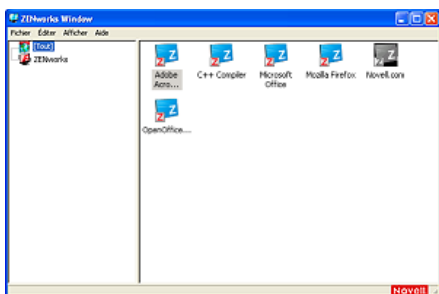 ZENworks Window
Fichier Éditer Afficher Aide
[Tout]
ZENworks
Adobe Acro...
C++ Compiler
Microsoft Office
Mozilla Firefox
Novell.com
OpenOffice....
Novell